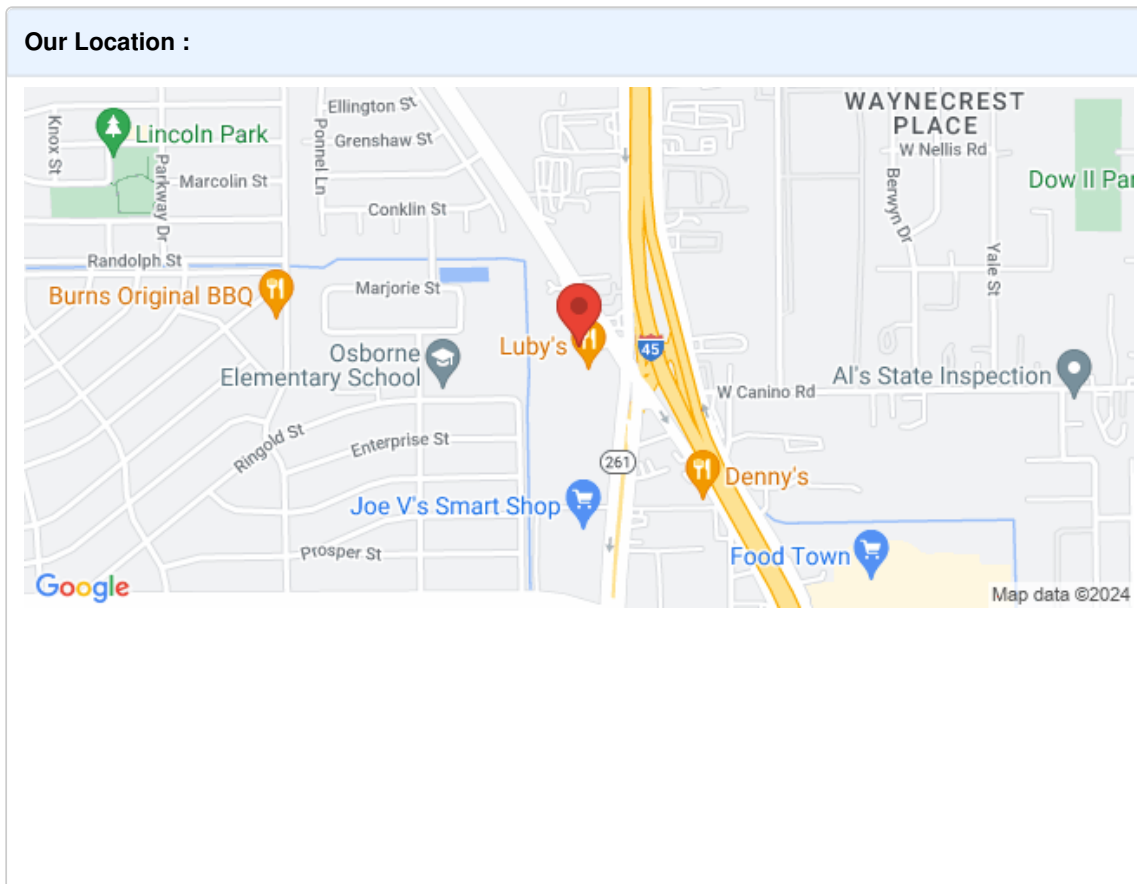 Our Location :
Ellington St
WAYNECREST
PLACE
Knox St
Lincoln Park
Ponnel Ln
Grenshaw St
W Nellis Rd
Parkway Dr
Marcolin St
Berwyn Dr
Dow II Par
Conklin St
Randolph St
Yale St
Burns Original BBQ
Marjorie St
Luby's
45
Osborne
Elementary School
Al's State Inspection
W Canino Rd
Ringold St
Enterprise St
261
Denny's
Joe V's Smart Shop
Prosper St
Food Town
Google
Map data ©2024